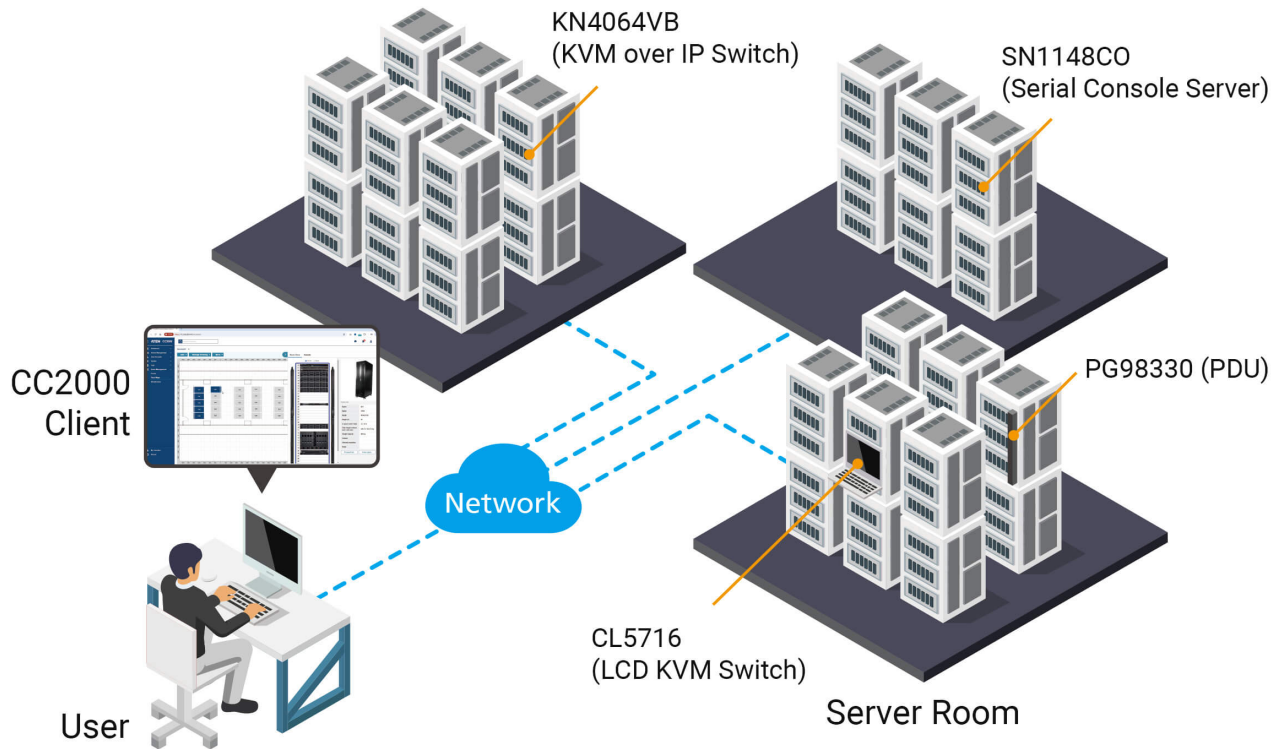 KN4064VB
(KVM over IP Switch)
SN1148CO
(Serial Console Server)
CC2000
Client
PG98330 (PDU)
Network
CL5716
(LCD KVM Switch)
User
Server Room